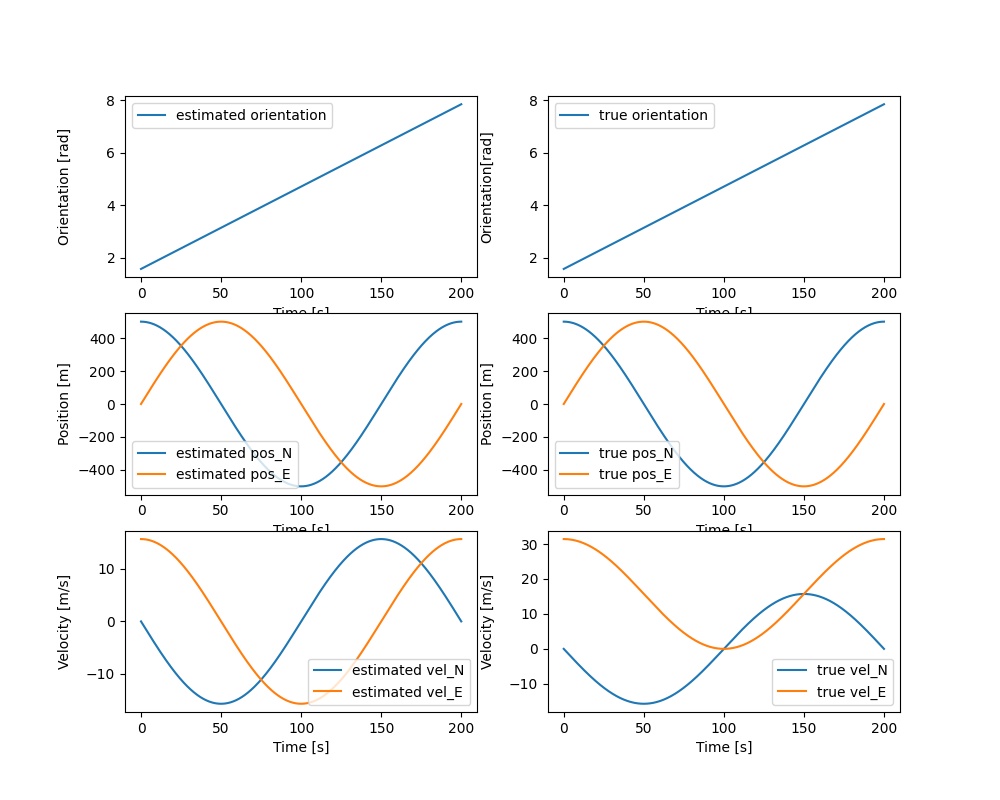 Orientation [rad]
8
6
4
2
estimated orientation
0 50 100 150 200
Time [s]
Orientation[rad]
8
6
4
2
true orientation
0 50 100 150 200
Time [s]
Position [m]
400
200
0
−200
−400
estimated pos_N
estimated pos_E
0 50 100 150 200
Time [s]
Position [m]
400
200
0
−200
−400
true pos_N
true pos_E
0 50 100 150 200
Time [s]
Velocity [m/s]
10
0
−10
estimated vel_N
estimated vel_E
0 50 100 150 200
Time [s]
Velocity [m/s]
30
20
10
0
−10
true vel_N
true vel_E
0 50 100 150 200
Time [s]